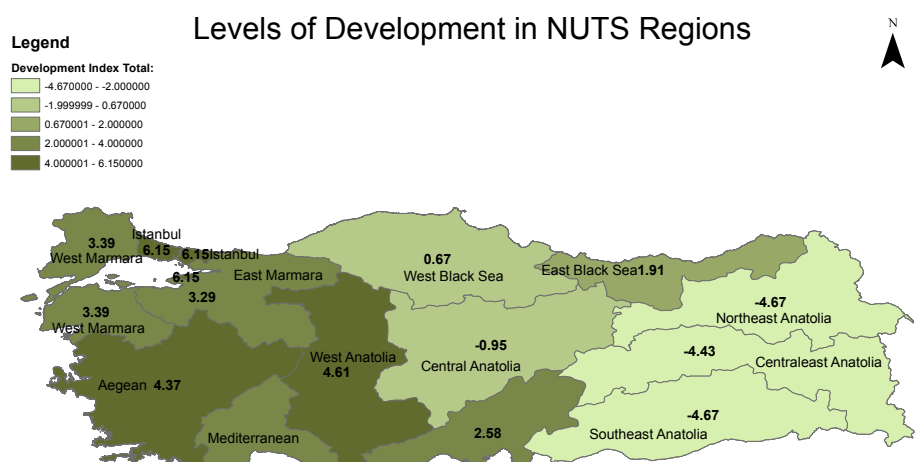 Levels of Development in NUTS Regions
N
Legend
Development Index Total:
-4.670000 - -2.000000
-1.999999 - 0.670000
0.670001 - 2.000000
2.000001 - 4.000000
4.000001 - 6.150000
3.39
West Marmara
Istanbul
6.15
6.15Istanbul
6.15
East Marmara
3.29
3.39
West Marmara
0.67
West Black Sea
East Black Sea1.91
-4.67
Northeast Anatolia
-0.95
Central Anatolia
-4.43
Centraleast Anatolia
West Anatolia
4.61
Aegean 4.37
-4.67
Southeast Anatolia
Mediterranean
2.58